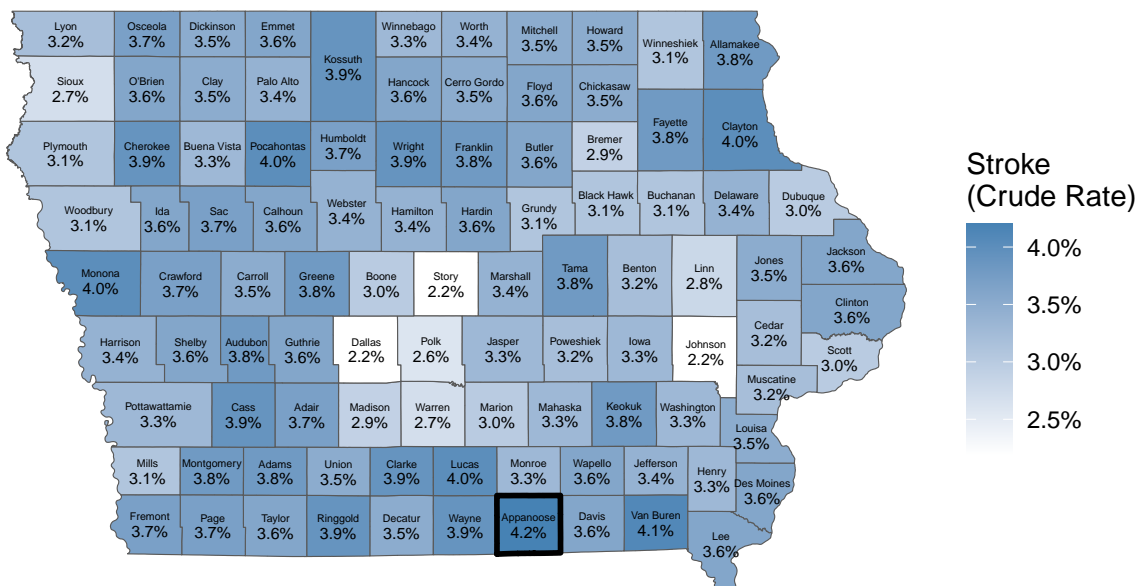 Lyon
3.2%
Osceola
3.7%
Dickinson
3.5%
Emmet
3.6%
Kossuth
3.9%
Winnebago
3.3%
Worth
3.4%
Mitchell
3.5%
Howard
3.5%
Winneshiek
3.1%
Allamakee
3.8%
Sioux
2.7%
O'Brien
3.6%
Clay
3.5%
Palo Alto
3.4%
Hancock
3.6%
Cerro Gordo
3.5%
Floyd
3.6%
Chickasaw
3.5%
Fayette
3.8%
Clayton
4.0%
Plymouth
3.1%
Cherokee
3.9%
Buena Vista
3.3%
Pocahontas
4.0%
Humboldt
3.7%
Wright
3.9%
Franklin
3.8%
Butler
3.6%
Bremer
2.9%
Woodbury
3.1%
Ida
3.6%
Sac
3.7%
Calhoun
3.6%
Webster
3.4%
Hamilton
3.4%
Hardin
3.6%
Grundy
3.1%
Black Hawk
3.1%
Buchanan
3.1%
Delaware
3.4%
Dubuque
3.0%
Monona
4.0%
Crawford
3.7%
Carroll
3.5%
Greene
3.8%
Boone
3.0%
Story
2.2%
Marshall
3.4%
Tama
3.8%
Benton
3.2%
Linn
2.8%
Jones
3.5%
Jackson
3.6%
Clinton
3.6%
Harrison
3.4%
Shelby
3.6%
Audubon
3.8%
Guthrie
3.6%
Dallas
2.2%
Polk
2.6%
Jasper
3.3%
Poweshiek
3.2%
Iowa
3.3%
Johnson
2.2%
Cedar
3.2%
Scott
3.0%
Muscatine
3.2%
Pottawattamie
3.3%
Cass
3.9%
Adair
3.7%
Madison
2.9%
Warren
2.7%
Marion
3.0%
Mahaska
3.3%
Keokuk
3.8%
Washington
3.3%
Louisa
3.5%
Mills
3.1%
Montgomery
3.8%
Adams
3.8%
Union
3.5%
Clarke
3.9%
Lucas
4.0%
Monroe
3.3%
Wapello
3.6%
Jefferson
3.4%
Henry
3.3%
Des Moines
3.6%
Fremont
3.7%
Page
3.7%
Taylor
3.6%
Ringgold
3.9%
Decatur
3.5%
Wayne
3.9%
Appanoose
4.2%
Davis
3.6%
Van Buren
4.1%
Lee
3.6%
Stroke
(Crude Rate)
4.0%
3.5%
3.0%
2.5%